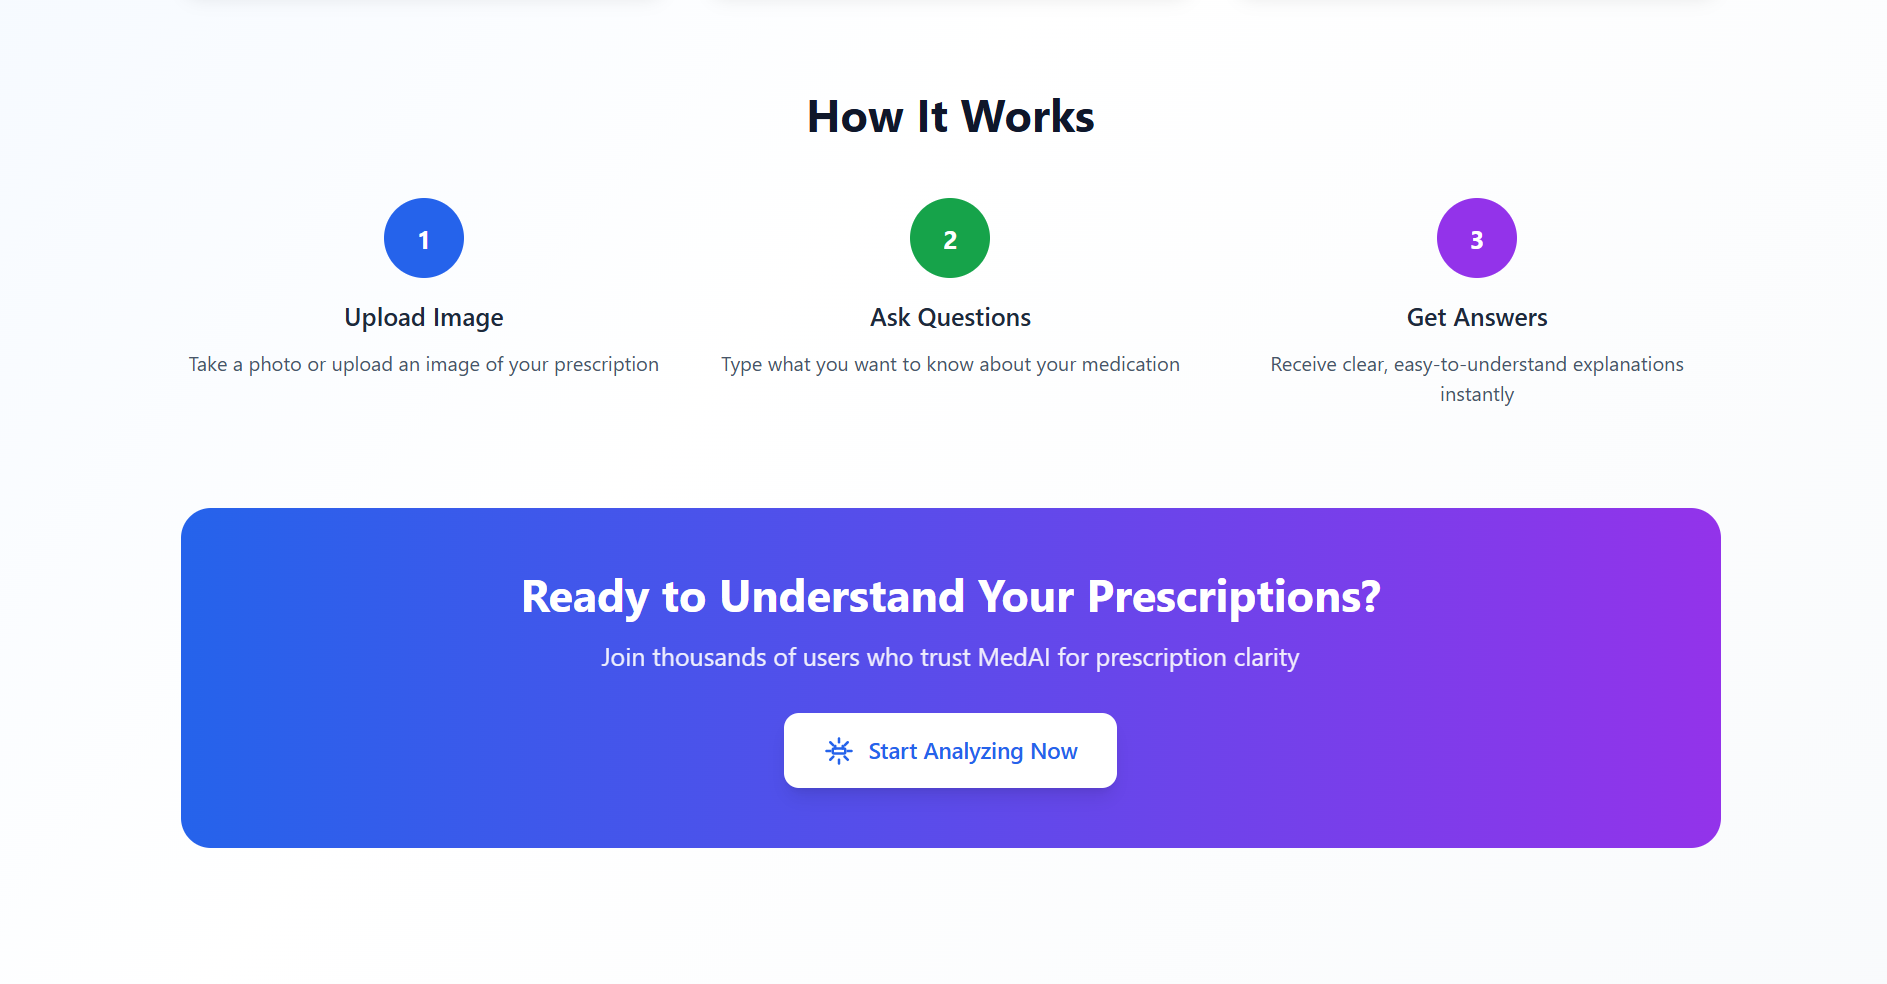 How It Works
1
2
3
Upload Image
Ask Questions
Get Answers
Take a photo or upload an image of your prescription
Type what you want to know about your medication
Receive clear, easy-to-understand explanations
instantly
Ready to Understand Your Prescriptions?
Join thousands of users who trust MedAI for prescription clarity
Start Analyzing Now